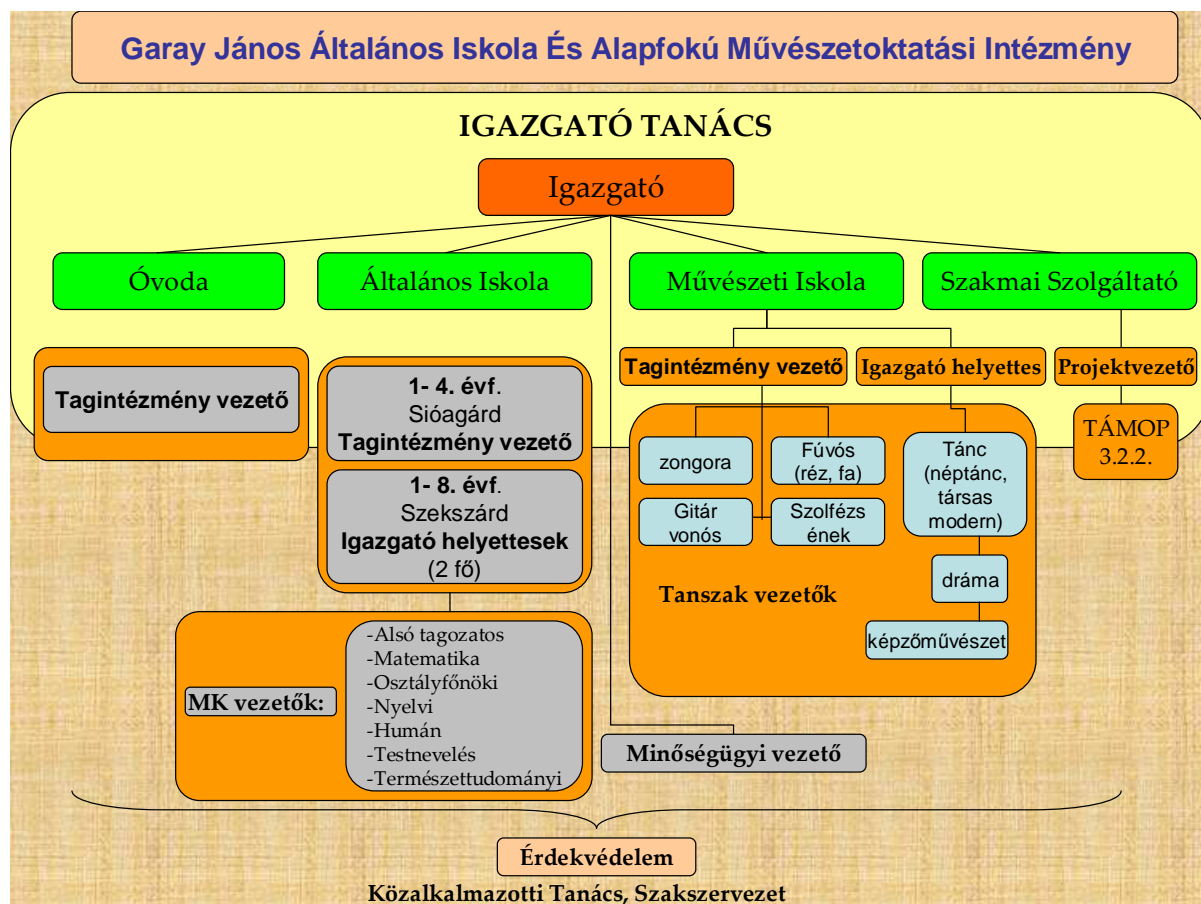 Garay János Általános Iskola És Alapfokú Művészetoktatási Intézmény
IGAZGATÓ TANÁCS
Igazgató
Óvoda
Általános Iskola
Művészeti Iskola
Szakmai Szolgáltató
Tagintézmény vezető
1- 4. évf.
Sióagárd
Tagintézmény vezető
1- 8. évf.
Szekszárd
Igazgató helyettesek
(2 fő)
MK vezetők:
-Alsó tagozatos
-Matematika
-Osztályfőnöki
-Nyelvi
-Humán
-Testnevelés
-Természettudományi
Tagintézmény vezető
Igazgató helyettes
Projektvezető
zongora
Fúvós
(réz, fa)
Gitár
vonós
Szolfézs
ének
Tánc
(néptánc,
társas
modern)
dráma
képzőművészet
Tanszak vezetők
TÁMOP
3.2.2.
Minőségügyi vezető
Érdekvédelem
Közalkalmazotti Tanács, Szakszervezet